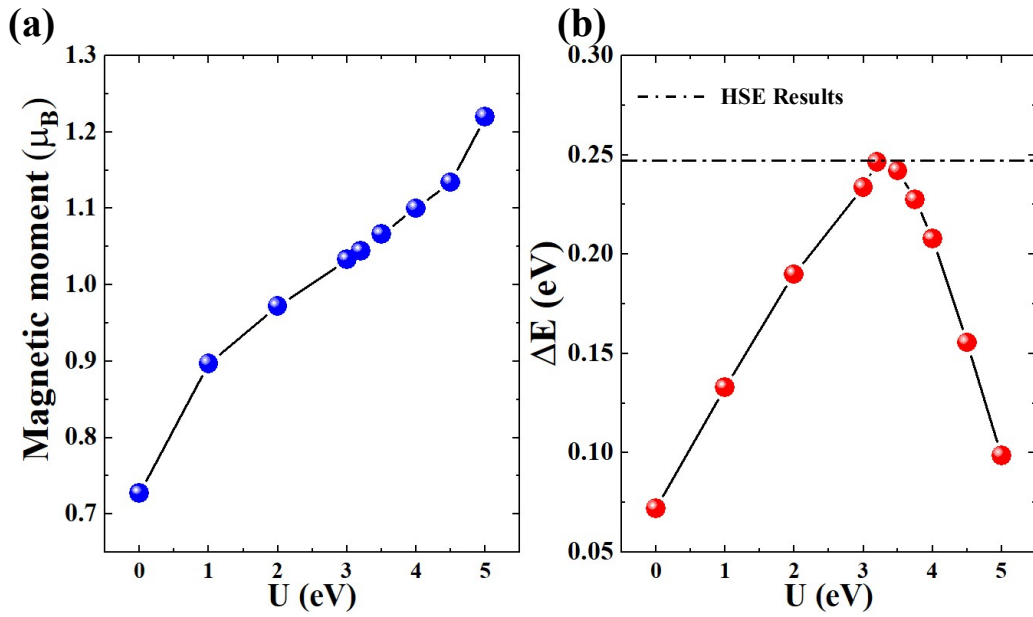 (a)
Magnetic moment (μB)
1.3
1.2
1.1
1.0
0.9
0.8
0.7
0 1 2 3 4 5
U (eV)
(b)
ΔE (eV)
0.30
0.25
0.20
0.15
0.10
0.05
HSE Results
0 1 2 3 4 5
U (eV)